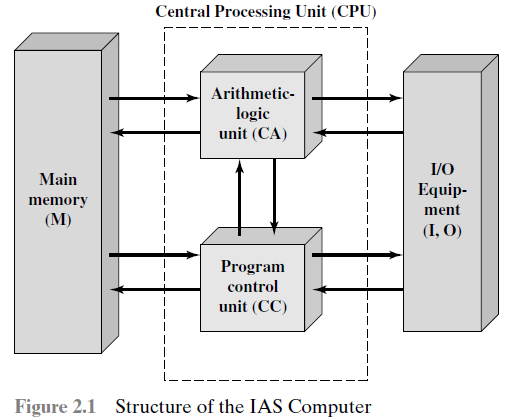 Central Processing Unit (CPU)
Arithmetic-
logic
unit (CA)
Main
memory
(M)
I/O
Equip-
ment
(I, O)
Program
control
unit (CC)
Figure 2.1 Structure of the IAS Computer